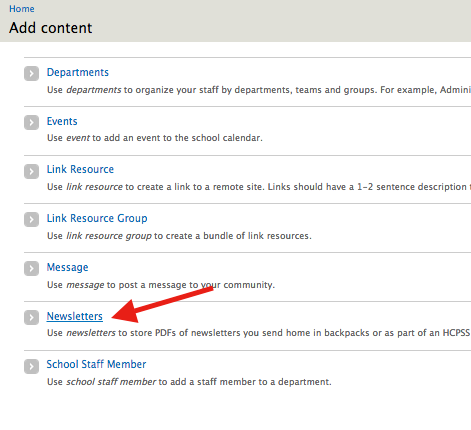 Home
Add content
Departments
Use departments to organize your staff by departments, teams and groups. For example, Admini
Events
Use event to add an event to the school calendar.
Link Resource
Use link resource to create a link to a remote site. Links should have a 1-2 sentence description
Link Resource Group
Use link resource group to create a bundle of link resources.
Message
Use message to post a message to your community.
Newsletters
Use newsletters to store PDFs of newsletters you send home in backpacks or as part of an HCPSS
School Staff Member
Use school staff member to add a staff member to a department.